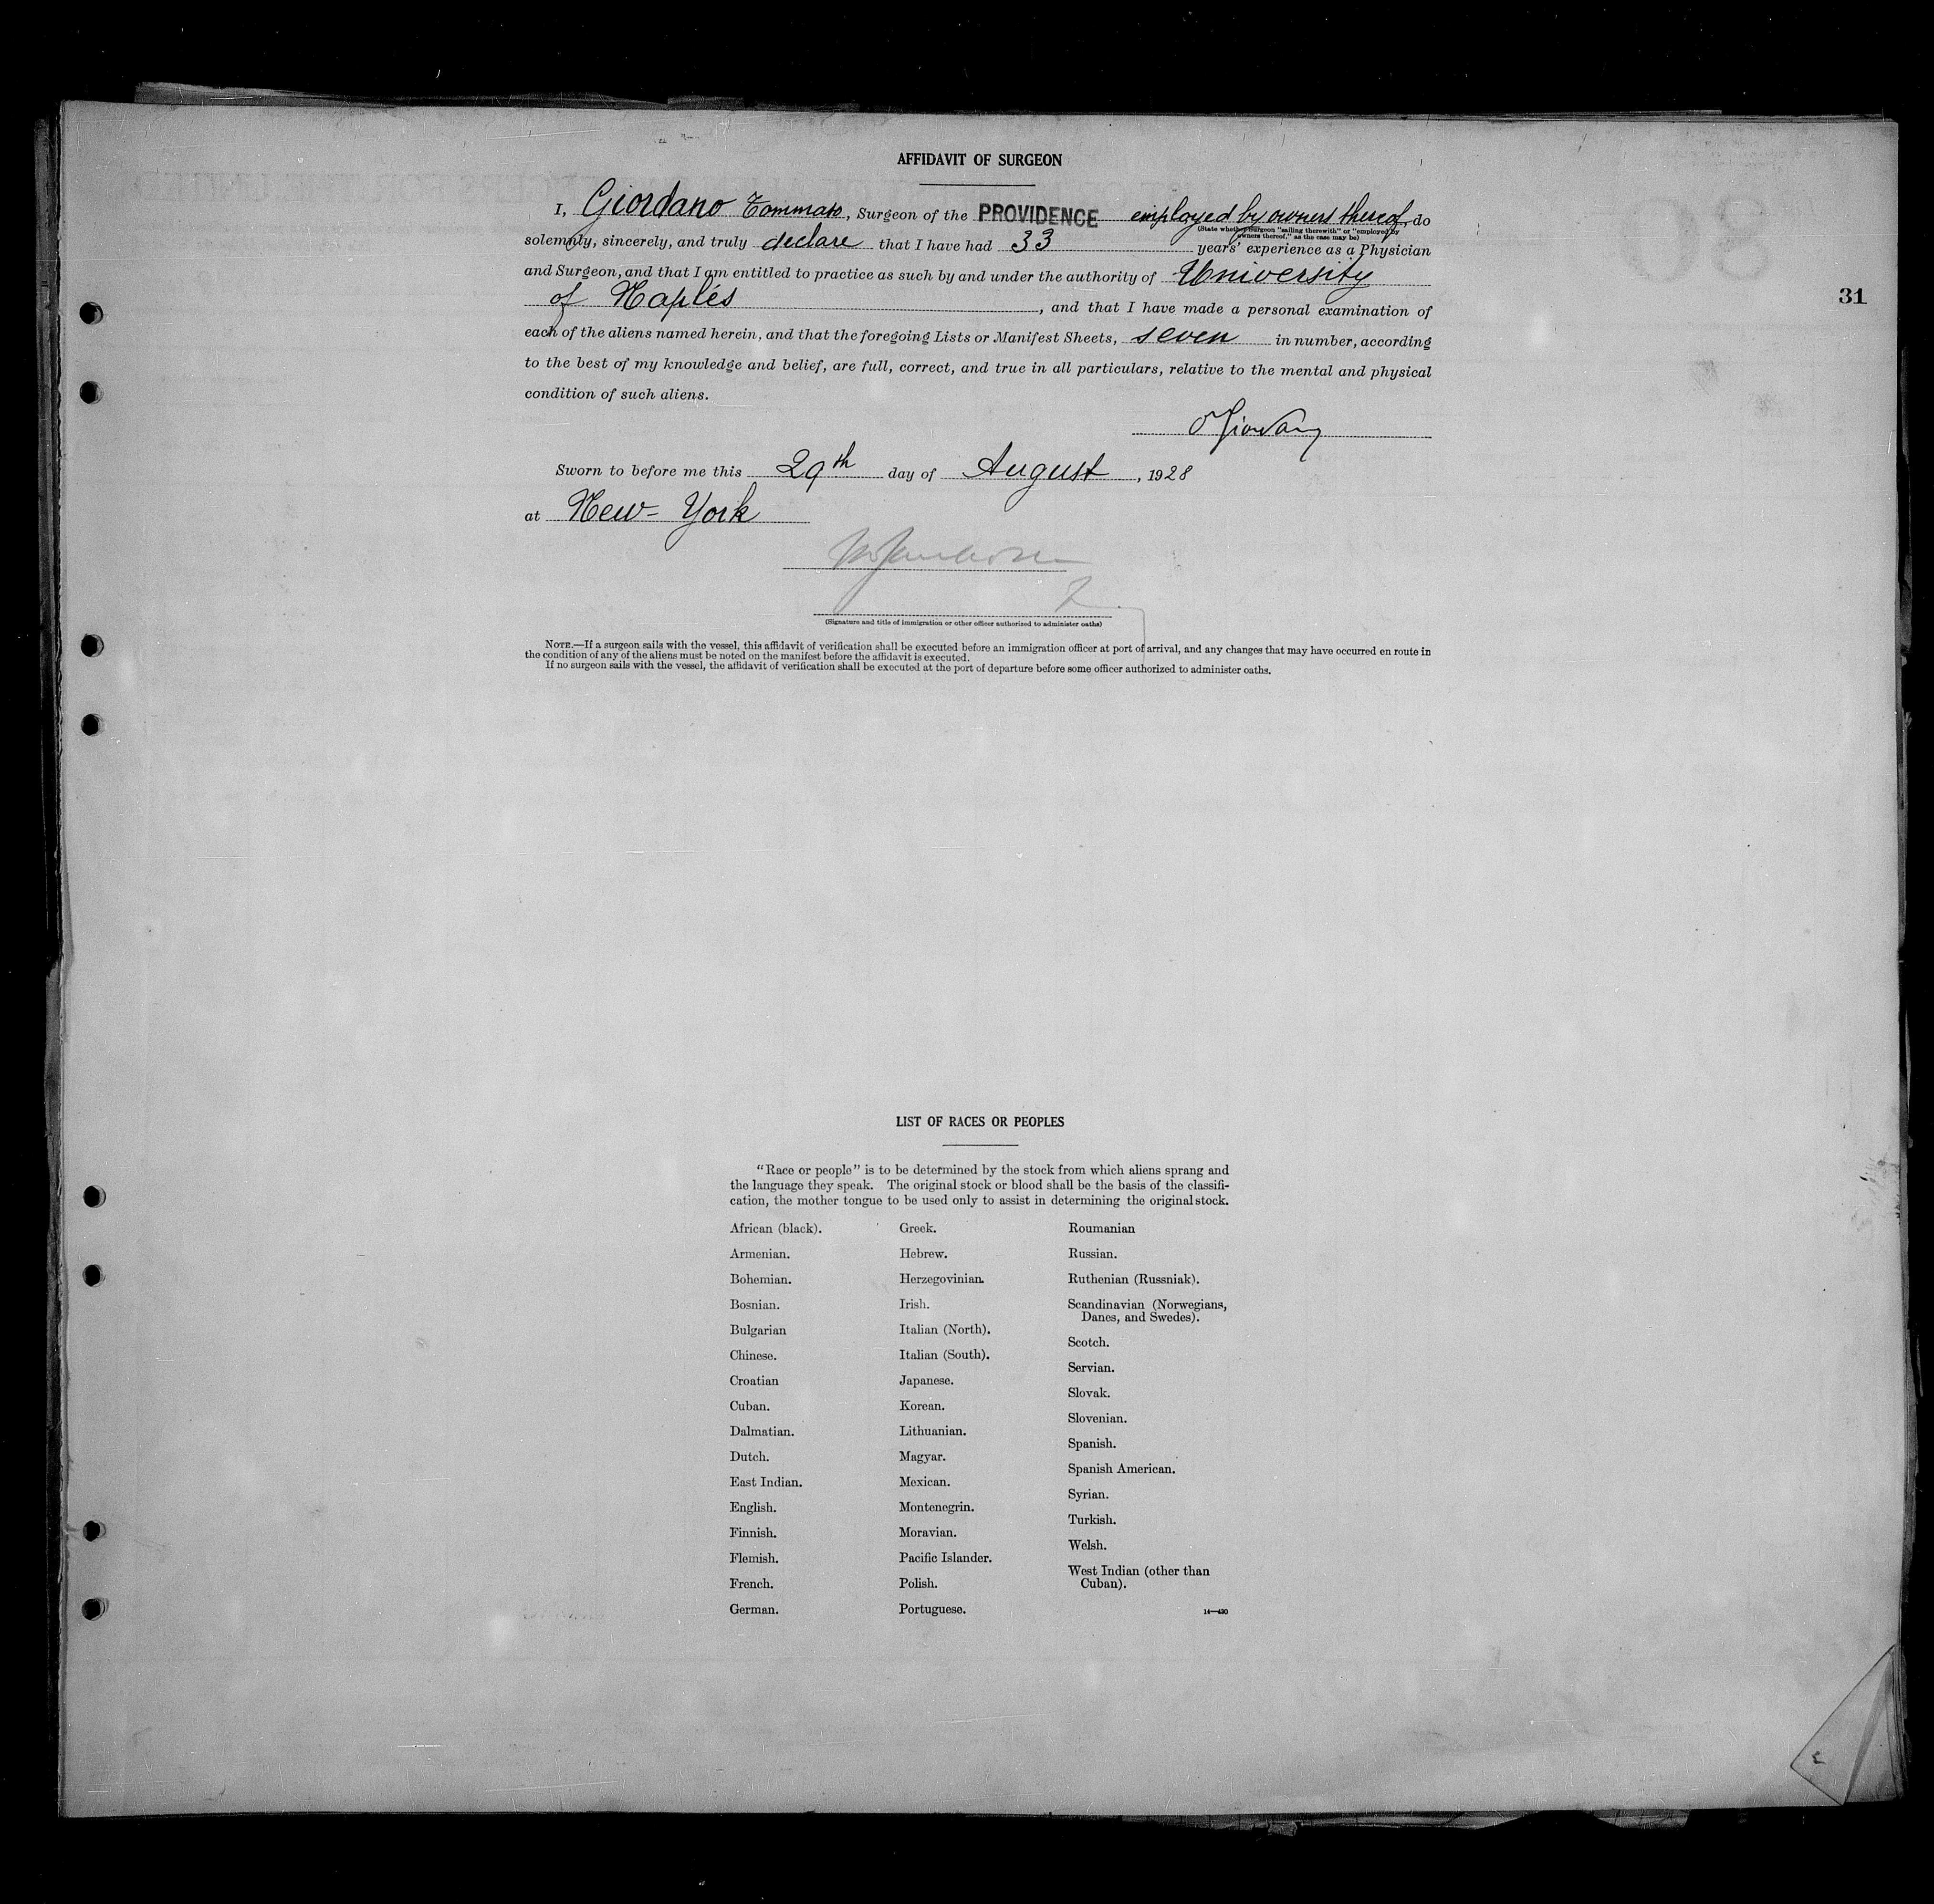 AFFIDAVIT OF SURGEON
I, Giordano Tommaso, Surgeon of the PROVIDENCE employed by owners thereof, do
(State whether surgeon "sailing therewith" or "employed by
owners thereof," as the case may be)
solemnly, sincerely, and truly declare that I have had 33 years' experience as a Physician
and Surgeon, and that I am entitled to practice as such by and under the authority of University
of Naples, and that I have made a personal examination of
31
each of the aliens named herein, and that the foregoing Lists or Manifest Sheets, seven in number, according
to the best of my knowledge and belief, are full, correct, and true in all particulars, relative to the mental and physical
condition of such aliens.
Sworn to before me this 29th day of August, 1928
at New-York
(Signature and title of immigration or other officer authorized to administer oaths)
NOTE.—If a surgeon sails with the vessel, this affidavit of verification shall be executed before an immigration officer at port of arrival, and any changes that may have occurred en route in
the condition of any of the aliens must be noted on the manifest before the affidavit is executed.
If no surgeon sails with the vessel, the affidavit of verification shall be executed at the port of departure before some officer authorized to administer oaths.
LIST OF RACES OR PEOPLES
"Race or people" is to be determined by the stock from which aliens sprang and
the language they speak. The original stock or blood shall be the basis of the classifi-
cation, the mother tongue to be used only to assist in determining the original stock.
African (black).
Armenian.
Bohemian.
Bosnian.
Bulgarian
Chinese.
Croatian
Cuban.
Dalmatian.
Dutch.
East Indian.
English.
Finnish.
Flemish.
French.
German.
Greek.
Hebrew.
Herzegovinian.
Irish.
Italian (North).
Italian (South).
Japanese.
Korean.
Lithuanian.
Magyar.
Mexican.
Montenegrin.
Moravian.
Pacific Islander.
Polish.
Portuguese.
Roumanian
Russian.
Ruthenian (Russniak).
Scandinavian (Norwegians,
Danes, and Swedes).
Scotch.
Servian.
Slovak.
Slovenian.
Spanish.
Spanish American.
Syrian.
Turkish.
Welsh.
West Indian (other than
Cuban).
14—430